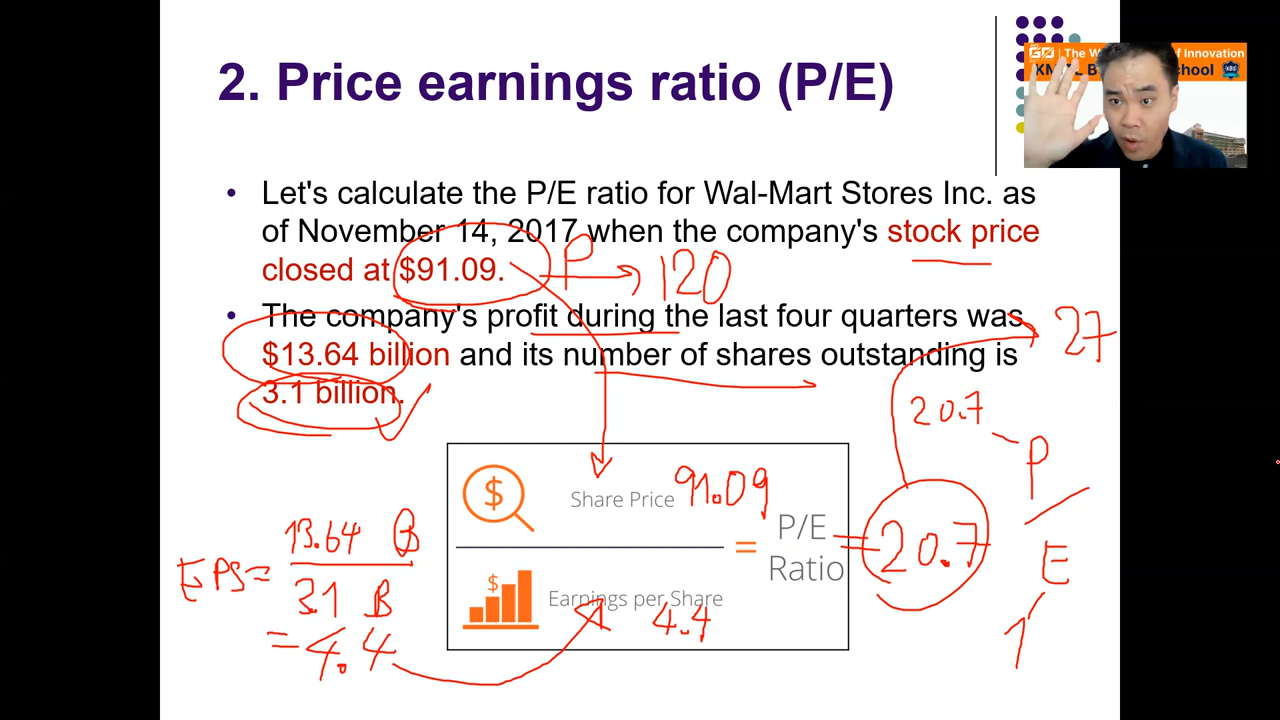 2. Price earnings ratio (P/E)
GO | The W of Innovation
KM L B chool
• Let's calculate the P/E ratio for Wal-Mart Stores Inc. as
of November 14, 2017 when the company's stock price
closed at $91.09.
P
120
• The company's profit during the last four quarters was
27
$13.64 billion and its number of shares outstanding is
3.1 billion.
20.7
P
E
1
$
Share Price
91.09
P/E
Ratio
=
= 20.7
$
Earnings per Share
4.4
EPS =
13.64 B
3.1 B
= 4.4